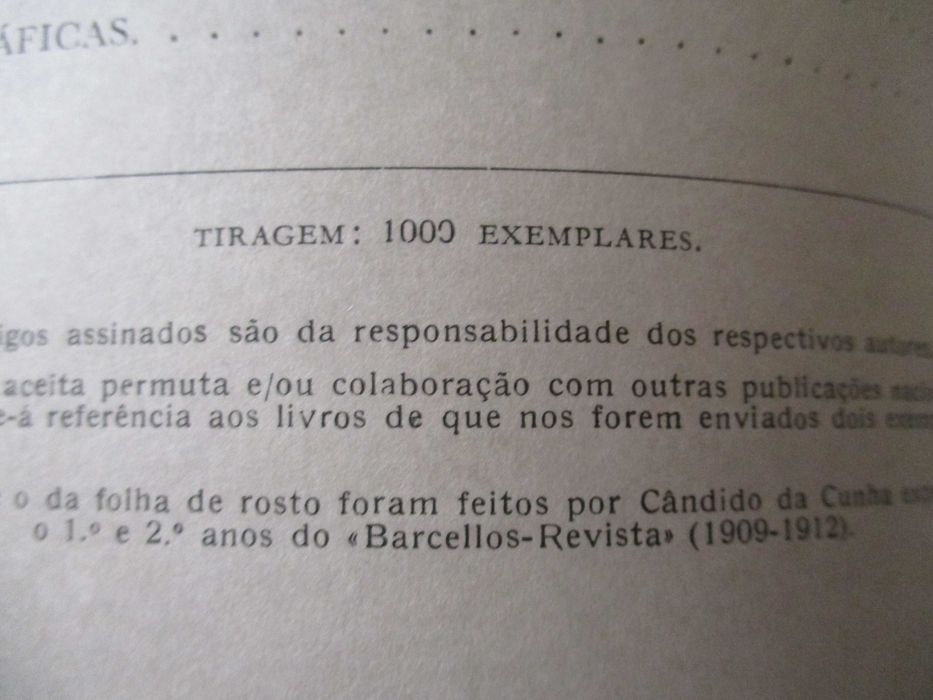 ÁFICAS. . . . . . . . . . . . . . . . .
TIRAGEM: 1000 EXEMPLARES.
igos assinados são da responsabilidade dos respectivos autores,
aceita permuta e/ou colaboração com outras publicações
e-á referência aos livros de que nos forem enviados dois
o da folha de rosto foram feitos por Cândido da Cunha
o 1.º e 2.º anos do «Barcellos-Revista» (1909-1912).